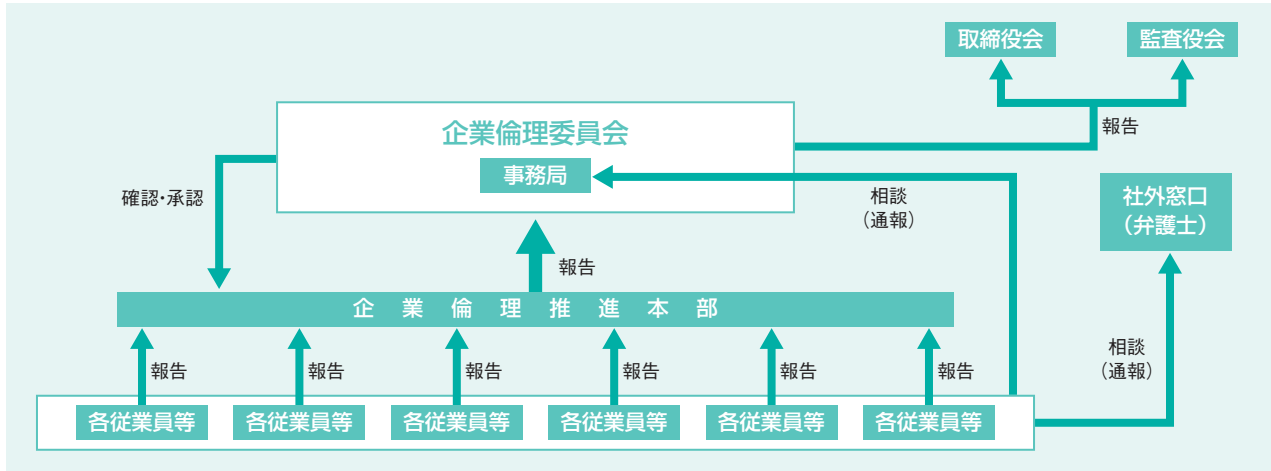 取締役会
監査役会
報告
企業倫理委員会
事務局
確認・承認
相談
（通報）
社外窓口
（弁護士）
報告
企業倫理推進本部
報告
報告
報告
報告
報告
報告
相談
（通報）
各従業員等
各従業員等
各従業員等
各従業員等
各従業員等
各従業員等